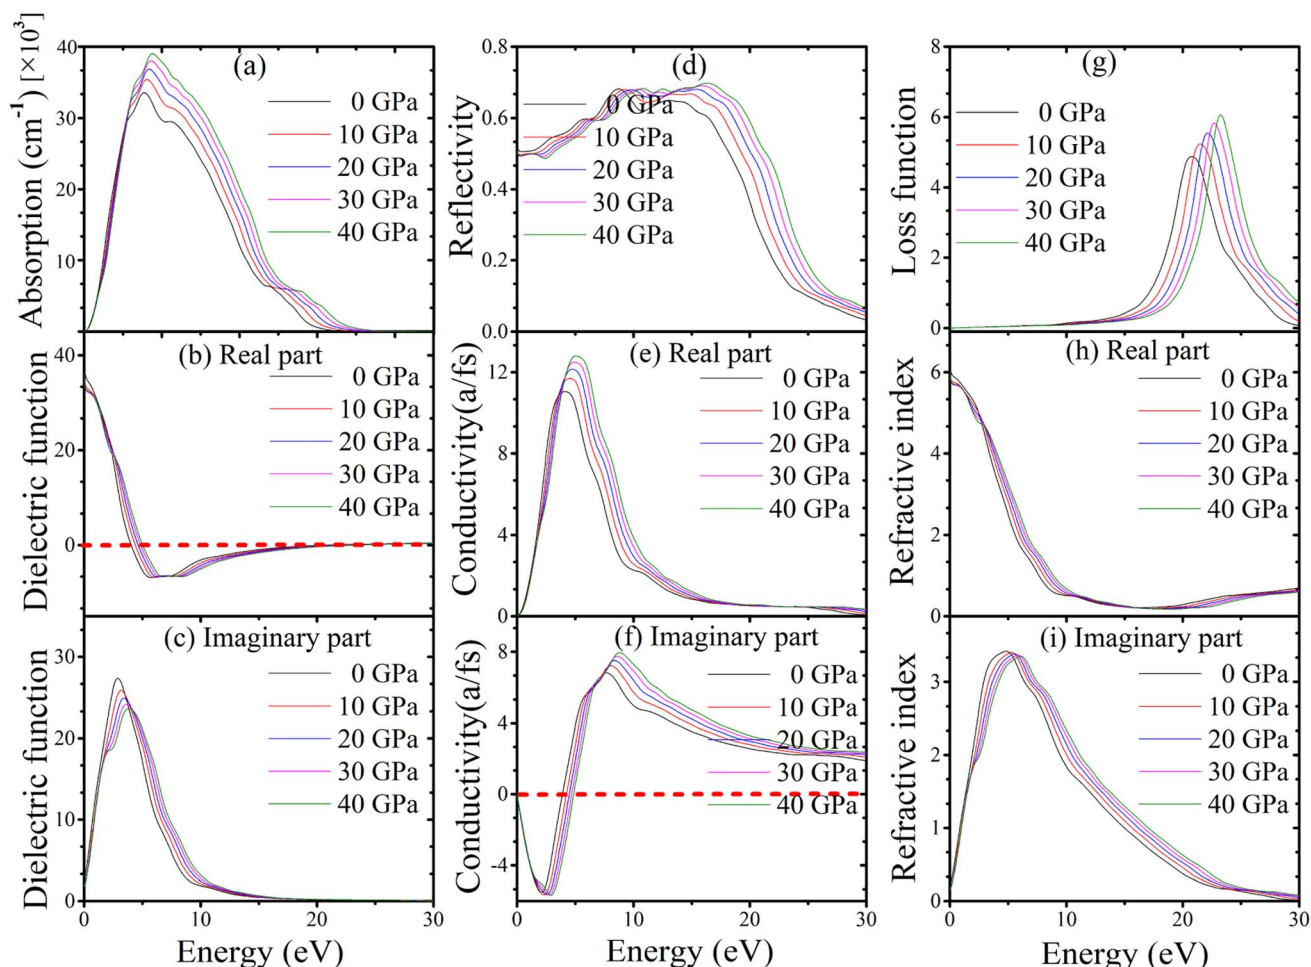 Absorption (cm⁻¹) [×10³]
40
30
20
10
(a)
0 GPa
10 GPa
20 GPa
30 GPa
40 GPa
Reflectivity
0.8
0.6
0.4
0.2
0.0
(d)
0 GPa
10 GPa
20 GPa
30 GPa
40 GPa
Loss function
8
6
4
2
0
(g)
0 GPa
10 GPa
20 GPa
30 GPa
40 GPa
Dielectric function
40
20
0
(b) Real part
0 GPa
10 GPa
20 GPa
30 GPa
40 GPa
Conductivity(a/fs)
12
8
4
0
(e) Real part
0 GPa
10 GPa
20 GPa
30 GPa
40 GPa
Refractive index
6
4
2
0
(h) Real part
0 GPa
10 GPa
20 GPa
30 GPa
40 GPa
Dielectric function
30
20
10
0
(c) Imaginary part
0 GPa
10 GPa
20 GPa
30 GPa
40 GPa
0
10
20
30
Energy (eV)
Conductivity(a/fs)
8
4
0
-4
(f) Imaginary part
0 GPa
10 GPa
20 GPa
30 GPa
40 GPa
0
5
10
15
20
25
30
Energy (eV)
Refractive index
3
2
1
0
(i) Imaginary part
0 GPa
10 GPa
20 GPa
30 GPa
40 GPa
0
10
20
30
Energy (eV)